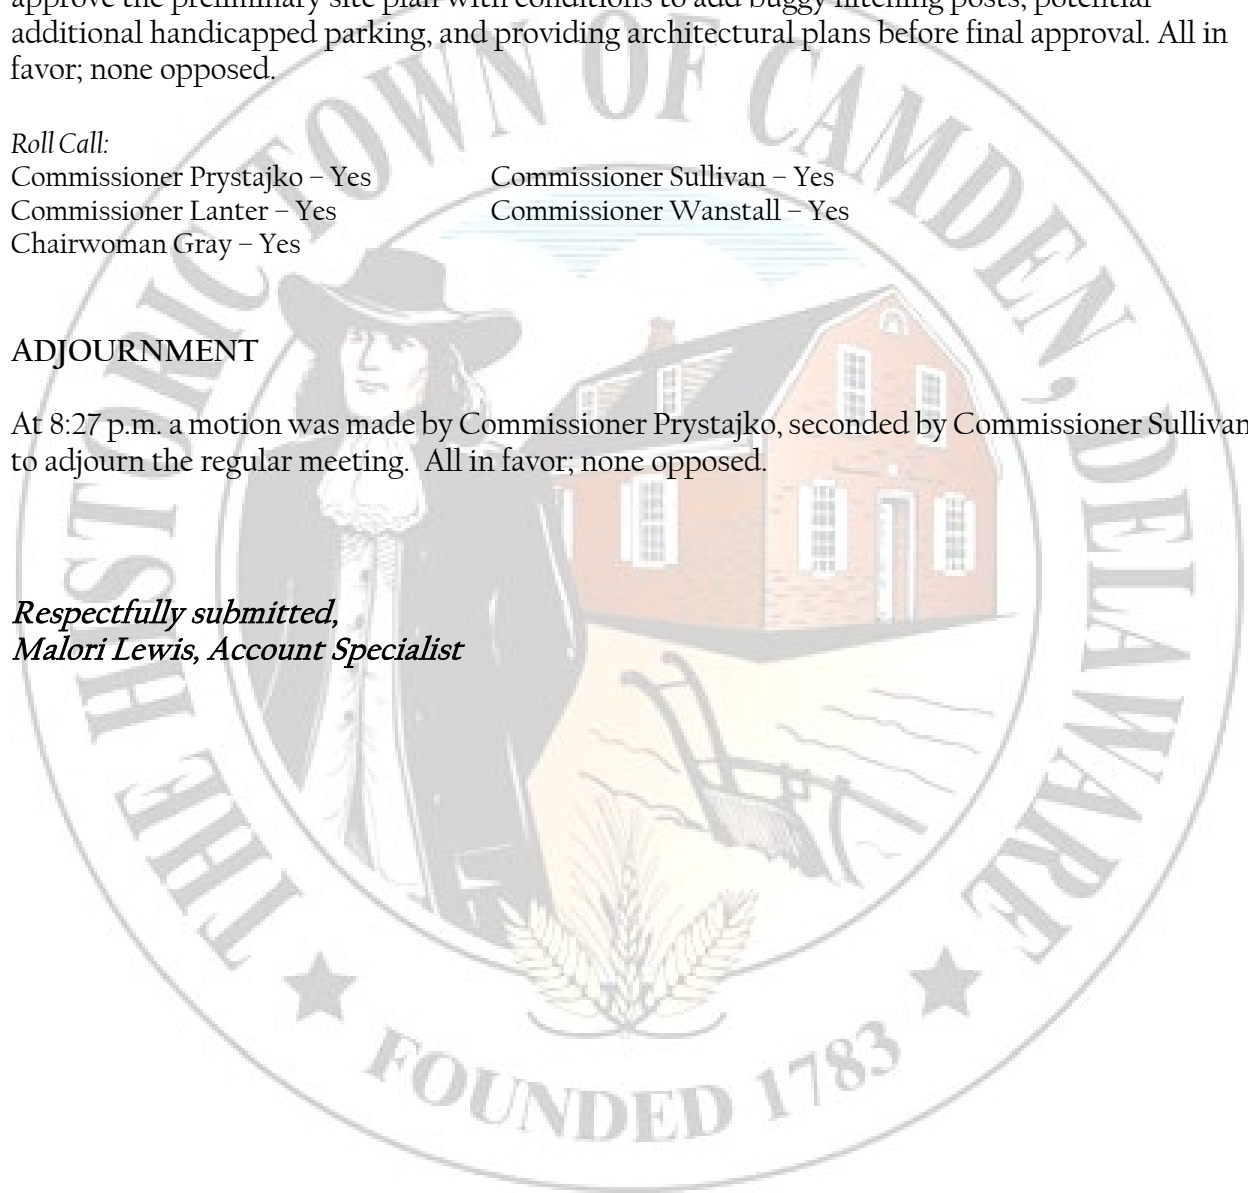 approve the preliminary site plan with conditions to add buggy hitching posts, potential
additional handicapped parking, and providing architectural plans before final approval. All in
favor; none opposed.
Roll Call:
Commissioner Prystajko – Yes Commissioner Sullivan – Yes
Commissioner Lanter – Yes Commissioner Wanstall – Yes
Chairwoman Gray – Yes
ADJOURNMENT
At 8:27 p.m. a motion was made by Commissioner Prystajko, seconded by Commissioner Sullivan
to adjourn the regular meeting. All in favor; none opposed.
Respectfully submitted,
Malori Lewis, Account Specialist
THE HISTORIC TOWN OF CAMDEN, DELAWARE
FOUNDED 1783